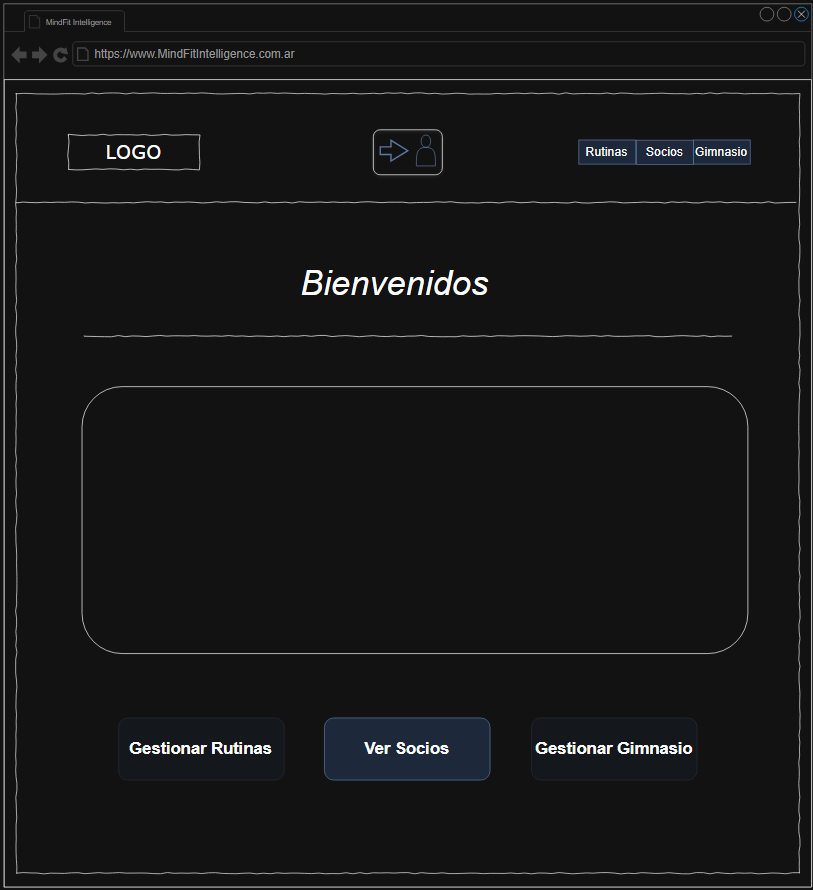 MindFit Intelligence
https://www.MindFitIntelligence.com.ar
LOGO
Rutinas Socios Gimnasio
Bienvenidos
Gestionar Rutinas Ver Socios Gestionar Gimnasio